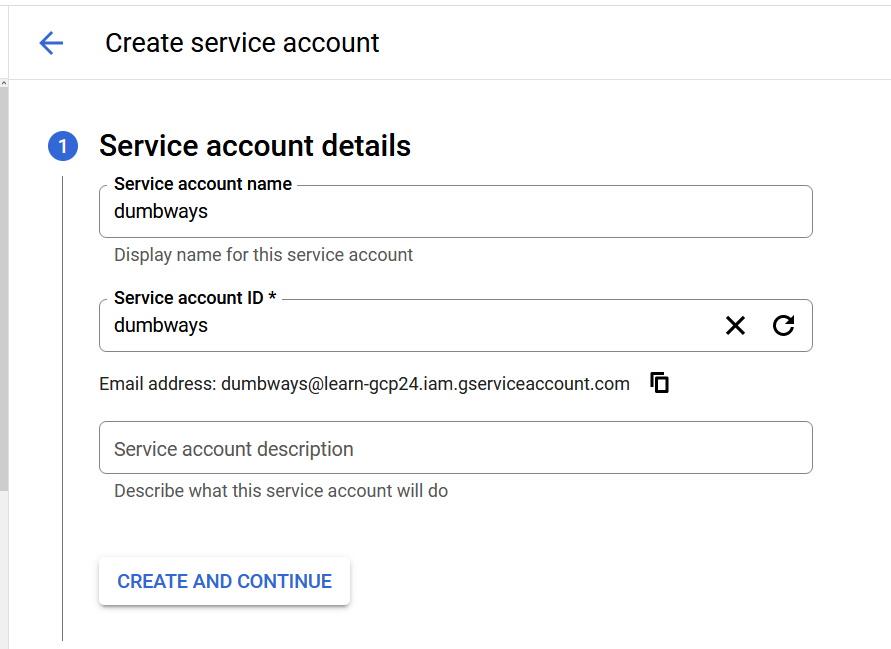 Create service account
1 Service account details
Service account name
dumbways
Display name for this service account
Service account ID *
dumbways
Email address: dumbways@learn-gcp24.iam.gserviceaccount.com
Service account description
Describe what this service account will do
CREATE AND CONTINUE